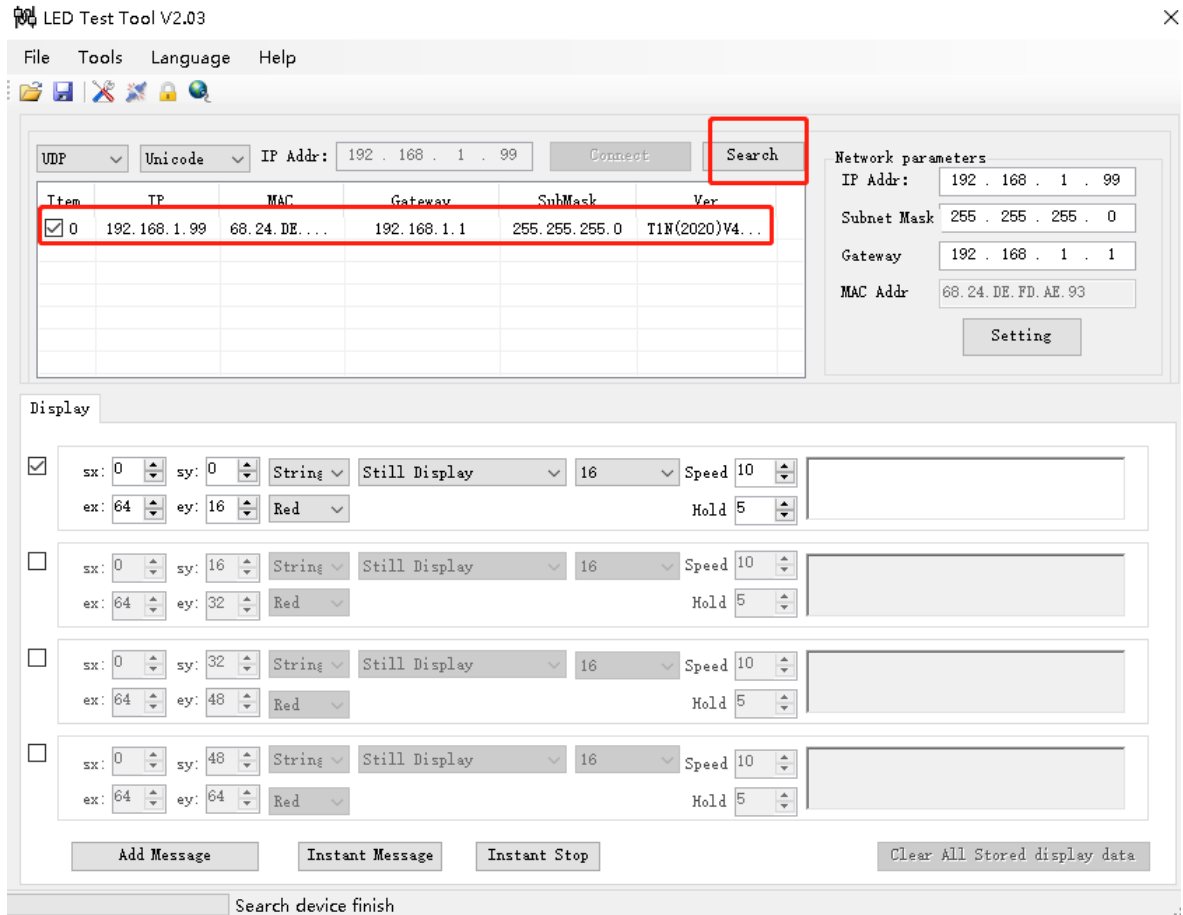 LED Test Tool V2.03
File Tools Language Help
UDP Unicode IP Addr: 192 . 168 . 1 . 99 Connect Search
Network parameters
Item IP MAC Gateway SubMask Ver
0 192.168.1.99 68.24.DE.... 192.168.1.1 255.255.255.0 T1N(2020)V4...
IP Addr: 192 . 168 . 1 . 99
Subnet Mask 255 . 255 . 255 . 0
Gateway 192 . 168 . 1 . 1
MAC Addr 68.24.DE.FD.AE.93
Setting
Display
sx: 0 sy: 0 String Still Display 16 Speed 10
ex: 64 ey: 16 Red Hold 5
sx: 0 sy: 16 String Still Display 16 Speed 10
ex: 64 ey: 32 Red Hold 5
sx: 0 sy: 32 String Still Display 16 Speed 10
ex: 64 ey: 48 Red Hold 5
sx: 0 sy: 48 String Still Display 16 Speed 10
ex: 64 ey: 64 Red Hold 5
Add Message Instant Message Instant Stop Clear All Stored display data
Search device finish